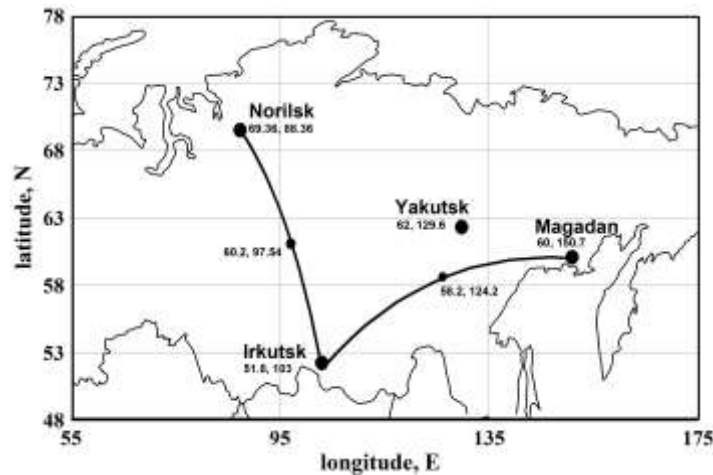 78
73
Norilsk
69.36, 88.36
68
Yakutsk
62, 129.6
63
Magadan
60, 150.7
60.2, 97.54
58
58.2, 124.2
Irkutsk
51.8, 103
53
48
55
95
135
175
latitude, N
longitude, E